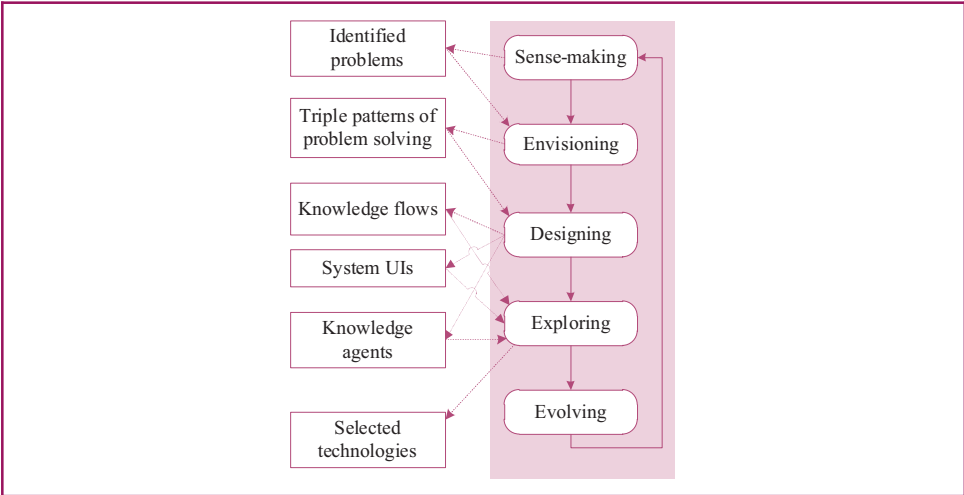 Identified
problems
Sense-making
Triple patterns of
problem solving
Envisioning
Knowledge flows
Designing
System UIs
Knowledge
agents
Exploring
Evolving
Selected
technologies